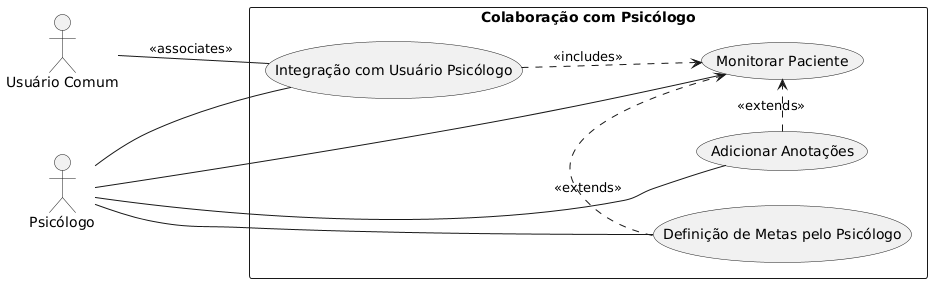 Colaboração com Psicólogo
Usuário Comum
«associates»
Integração com Usuário Psicólogo
«includes»
Monitorar Paciente
«extends»
Adicionar Anotações
Psicólogo
«extends»
Definição de Metas pelo Psicólogo